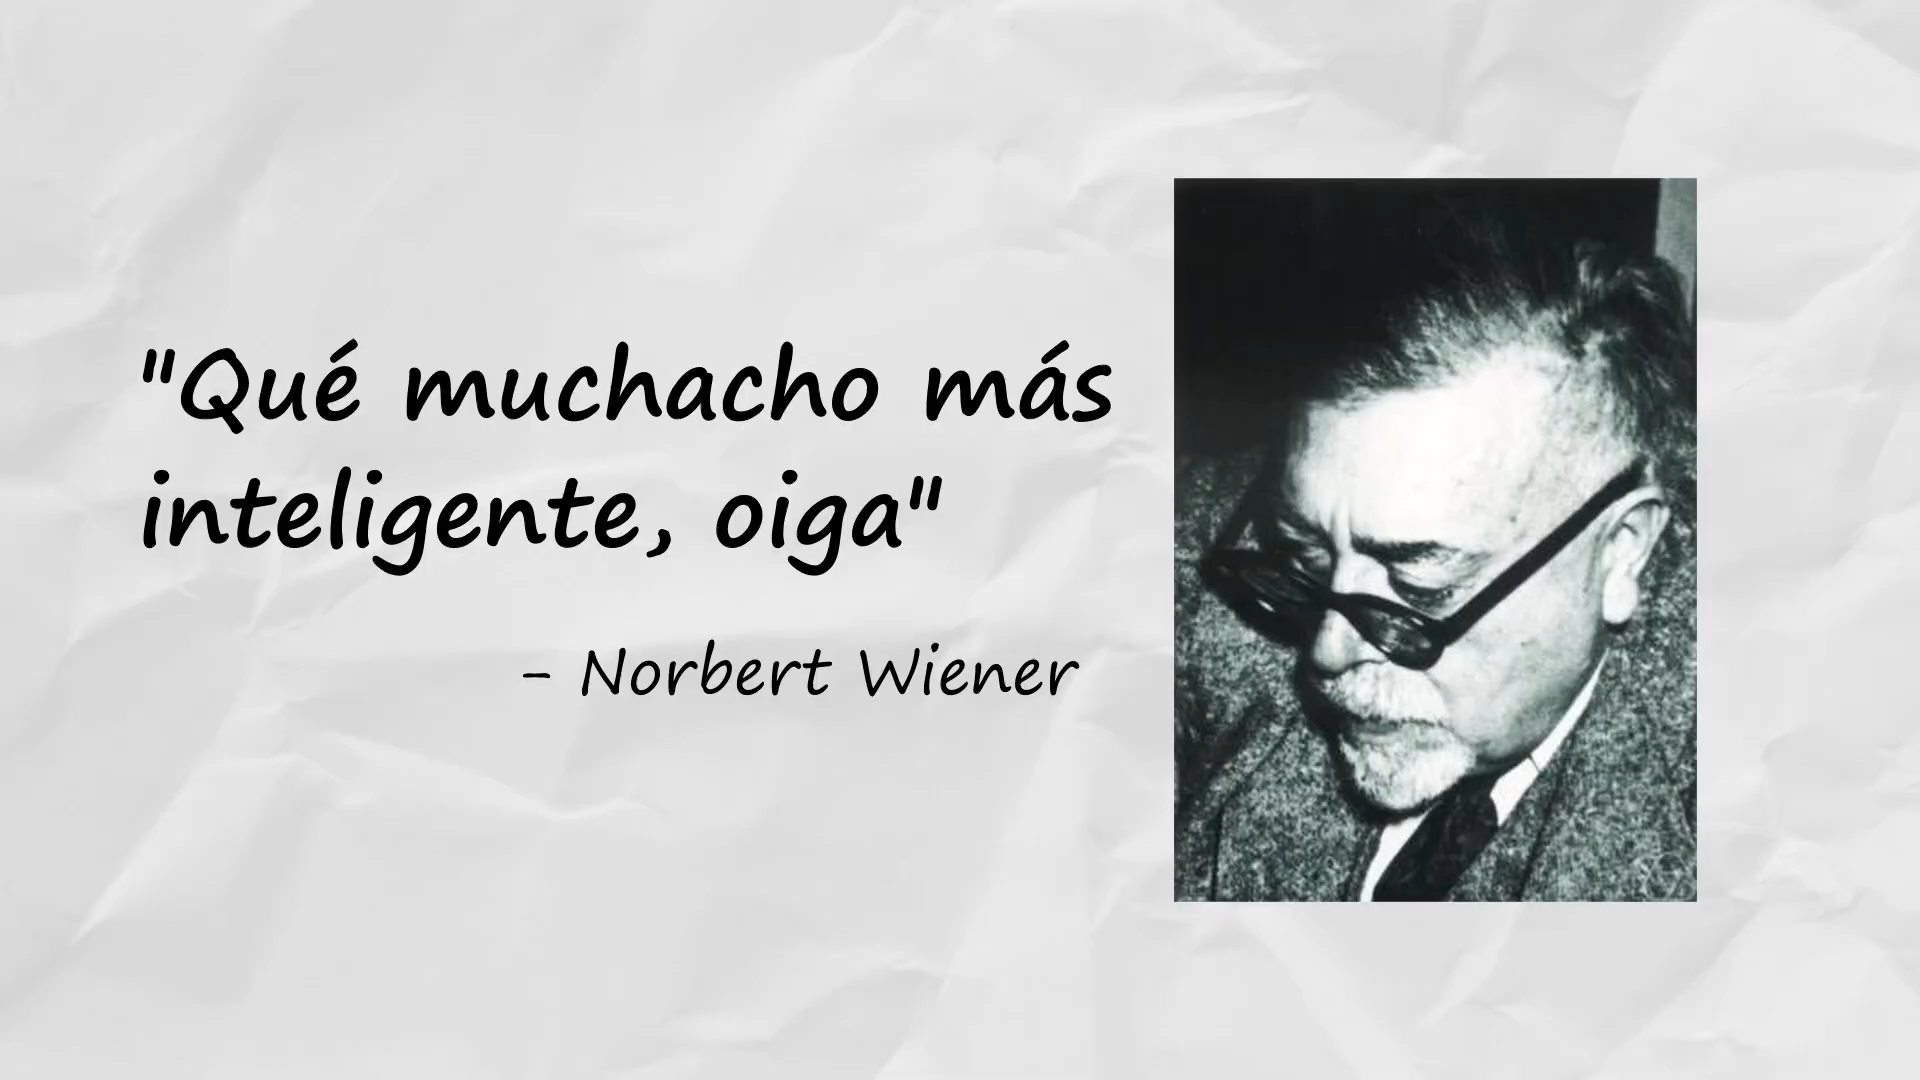 "Qué muchacho más
inteligente, oiga"
- Norbert Wiener